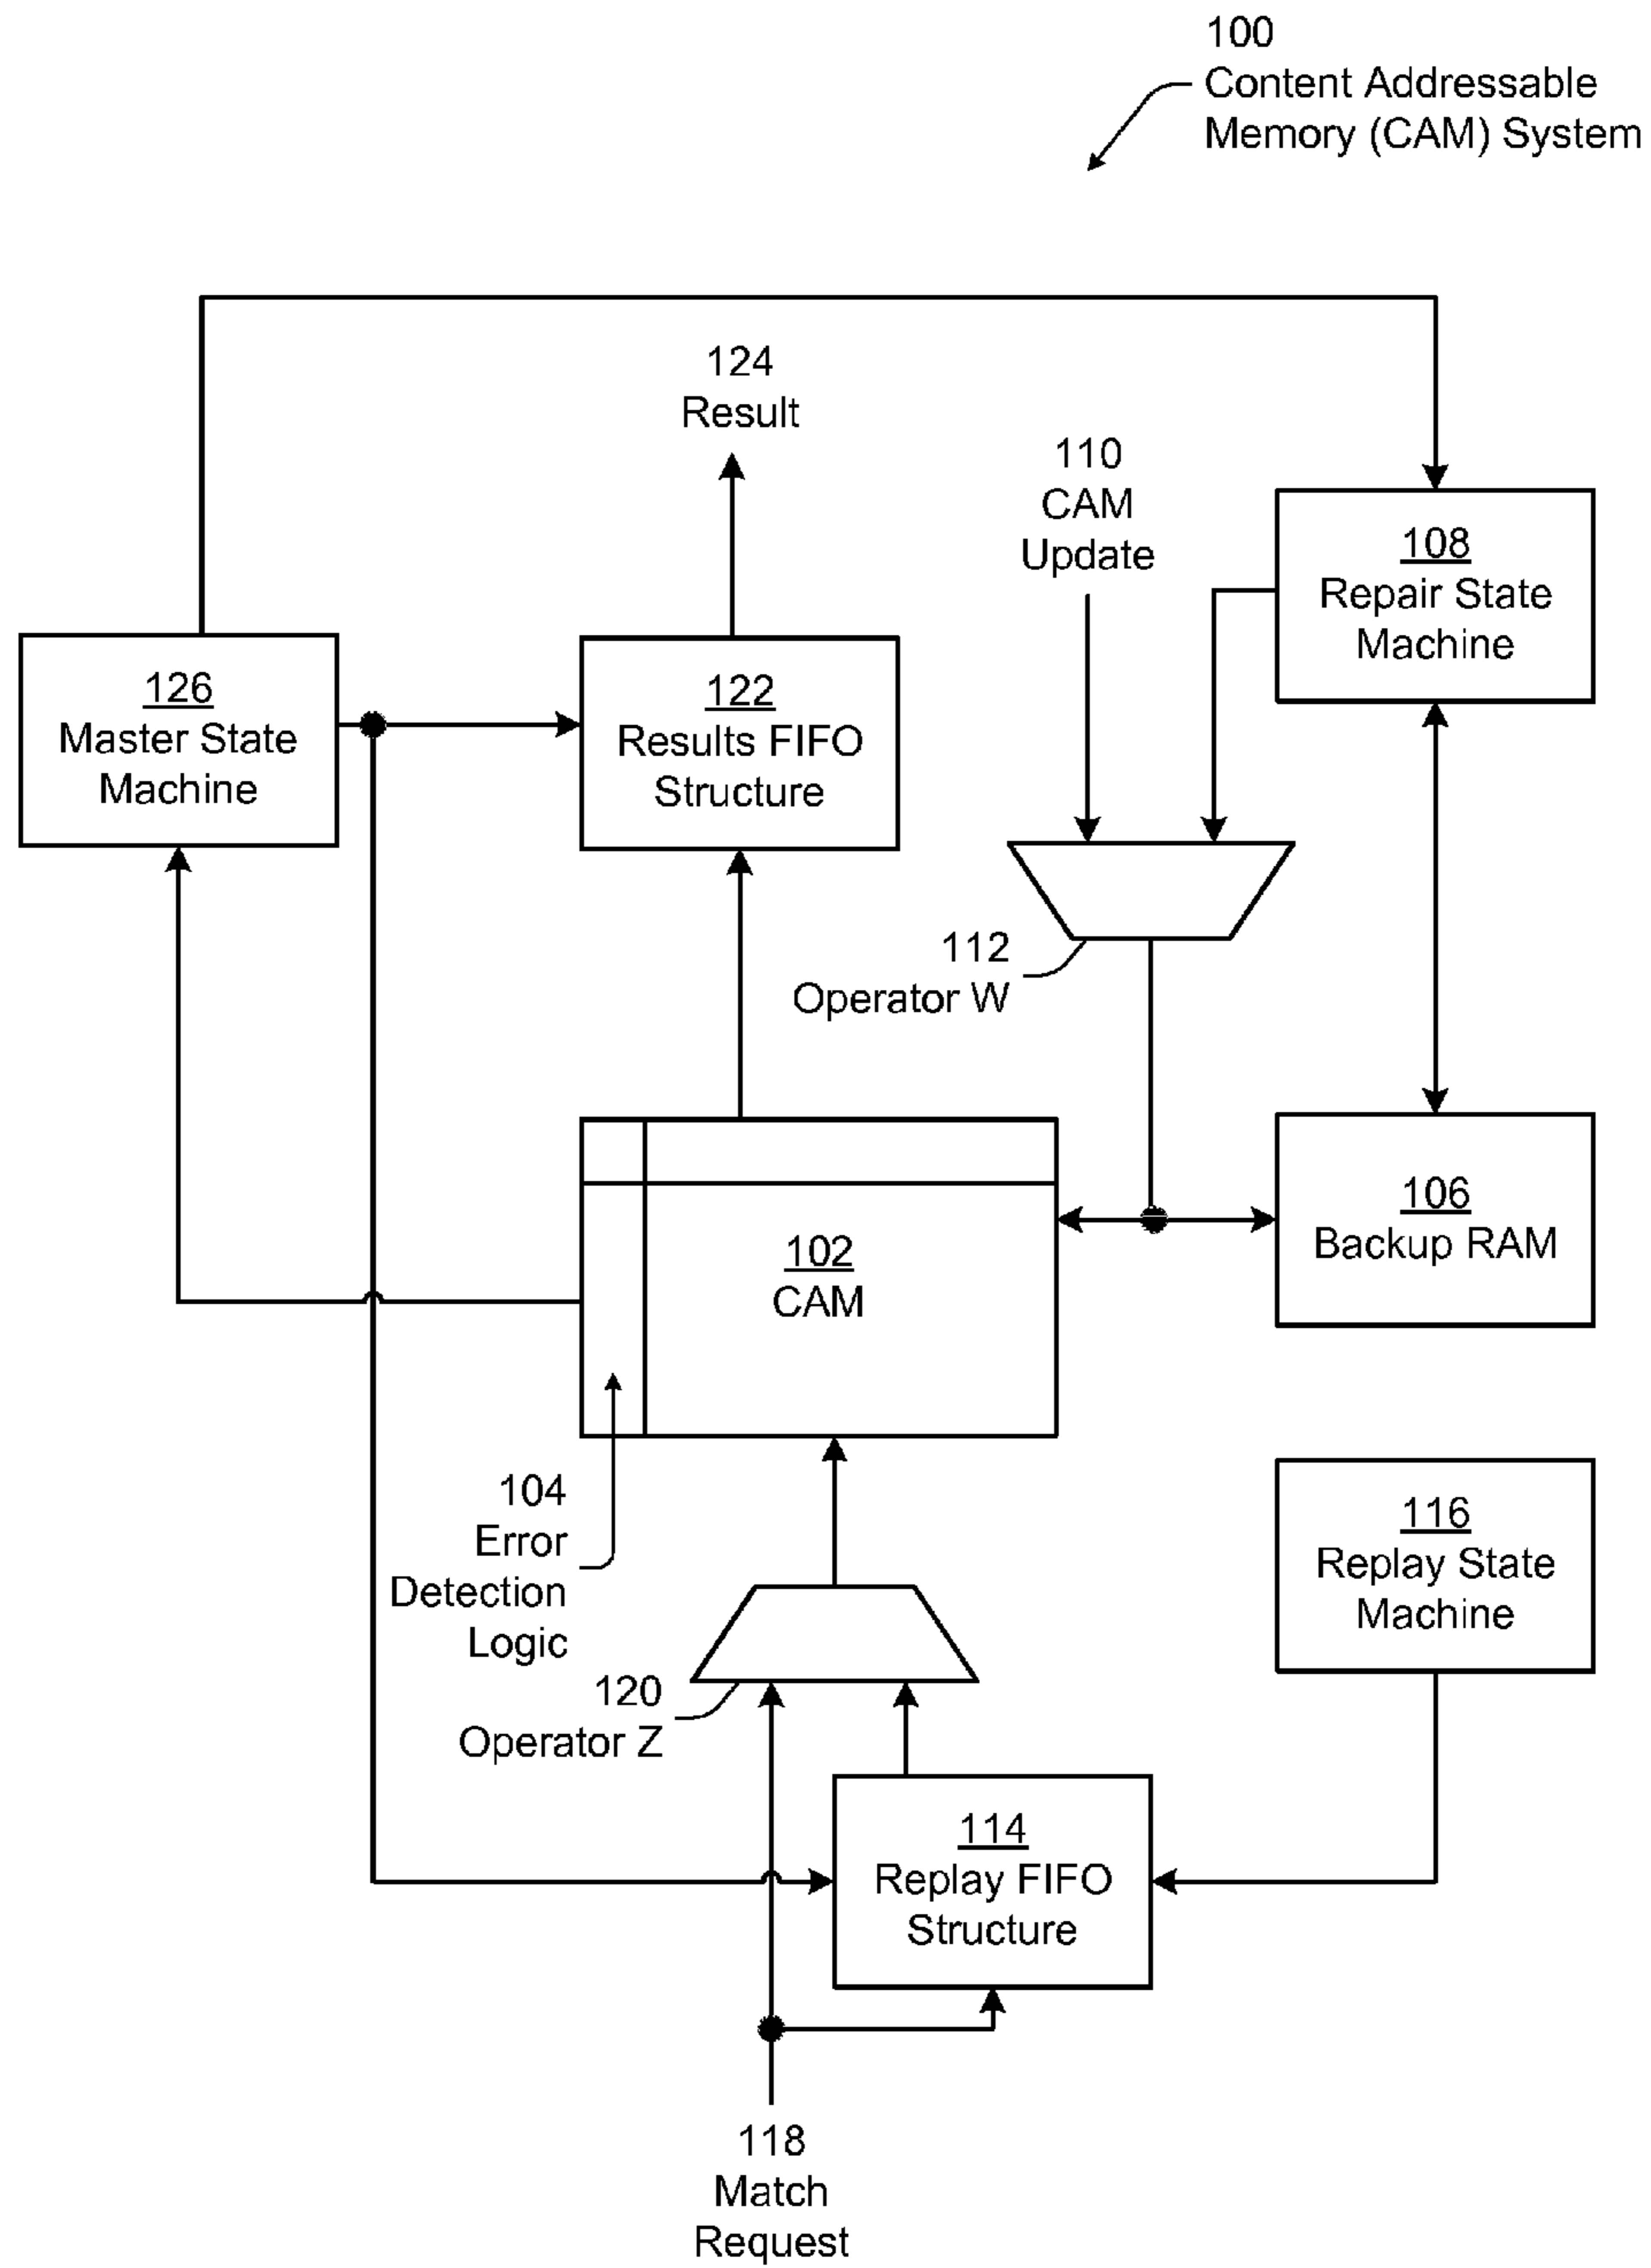 100
Content Addressable
Memory (CAM) System
124
Result
110
CAM
Update
108
Repair State
Machine
126
Master State
Machine
122
Results FIFO
Structure
112
Operator W
102
CAM
106
Backup RAM
104
Error
Detection
Logic
116
Replay State
Machine
120
Operator Z
114
Replay FIFO
Structure
118
Match
Request